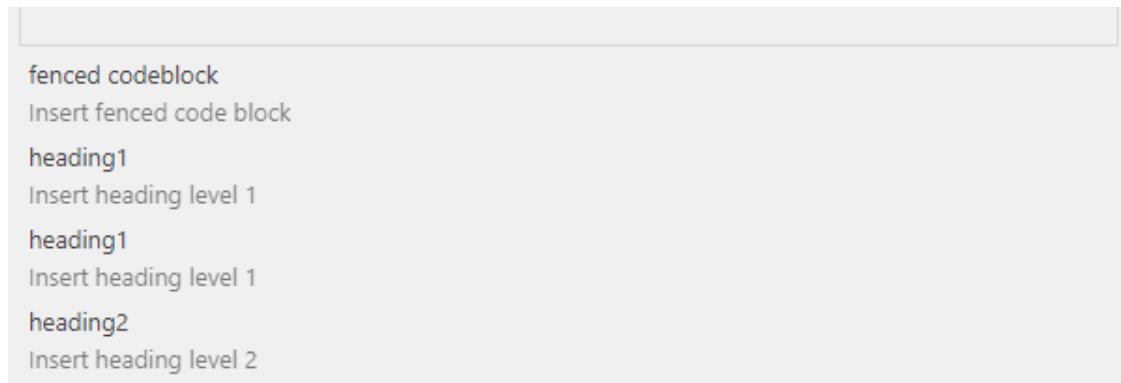 fenced codeblock
Insert fenced code block
heading1
Insert heading level 1
heading1
Insert heading level 1
heading2
Insert heading level 2